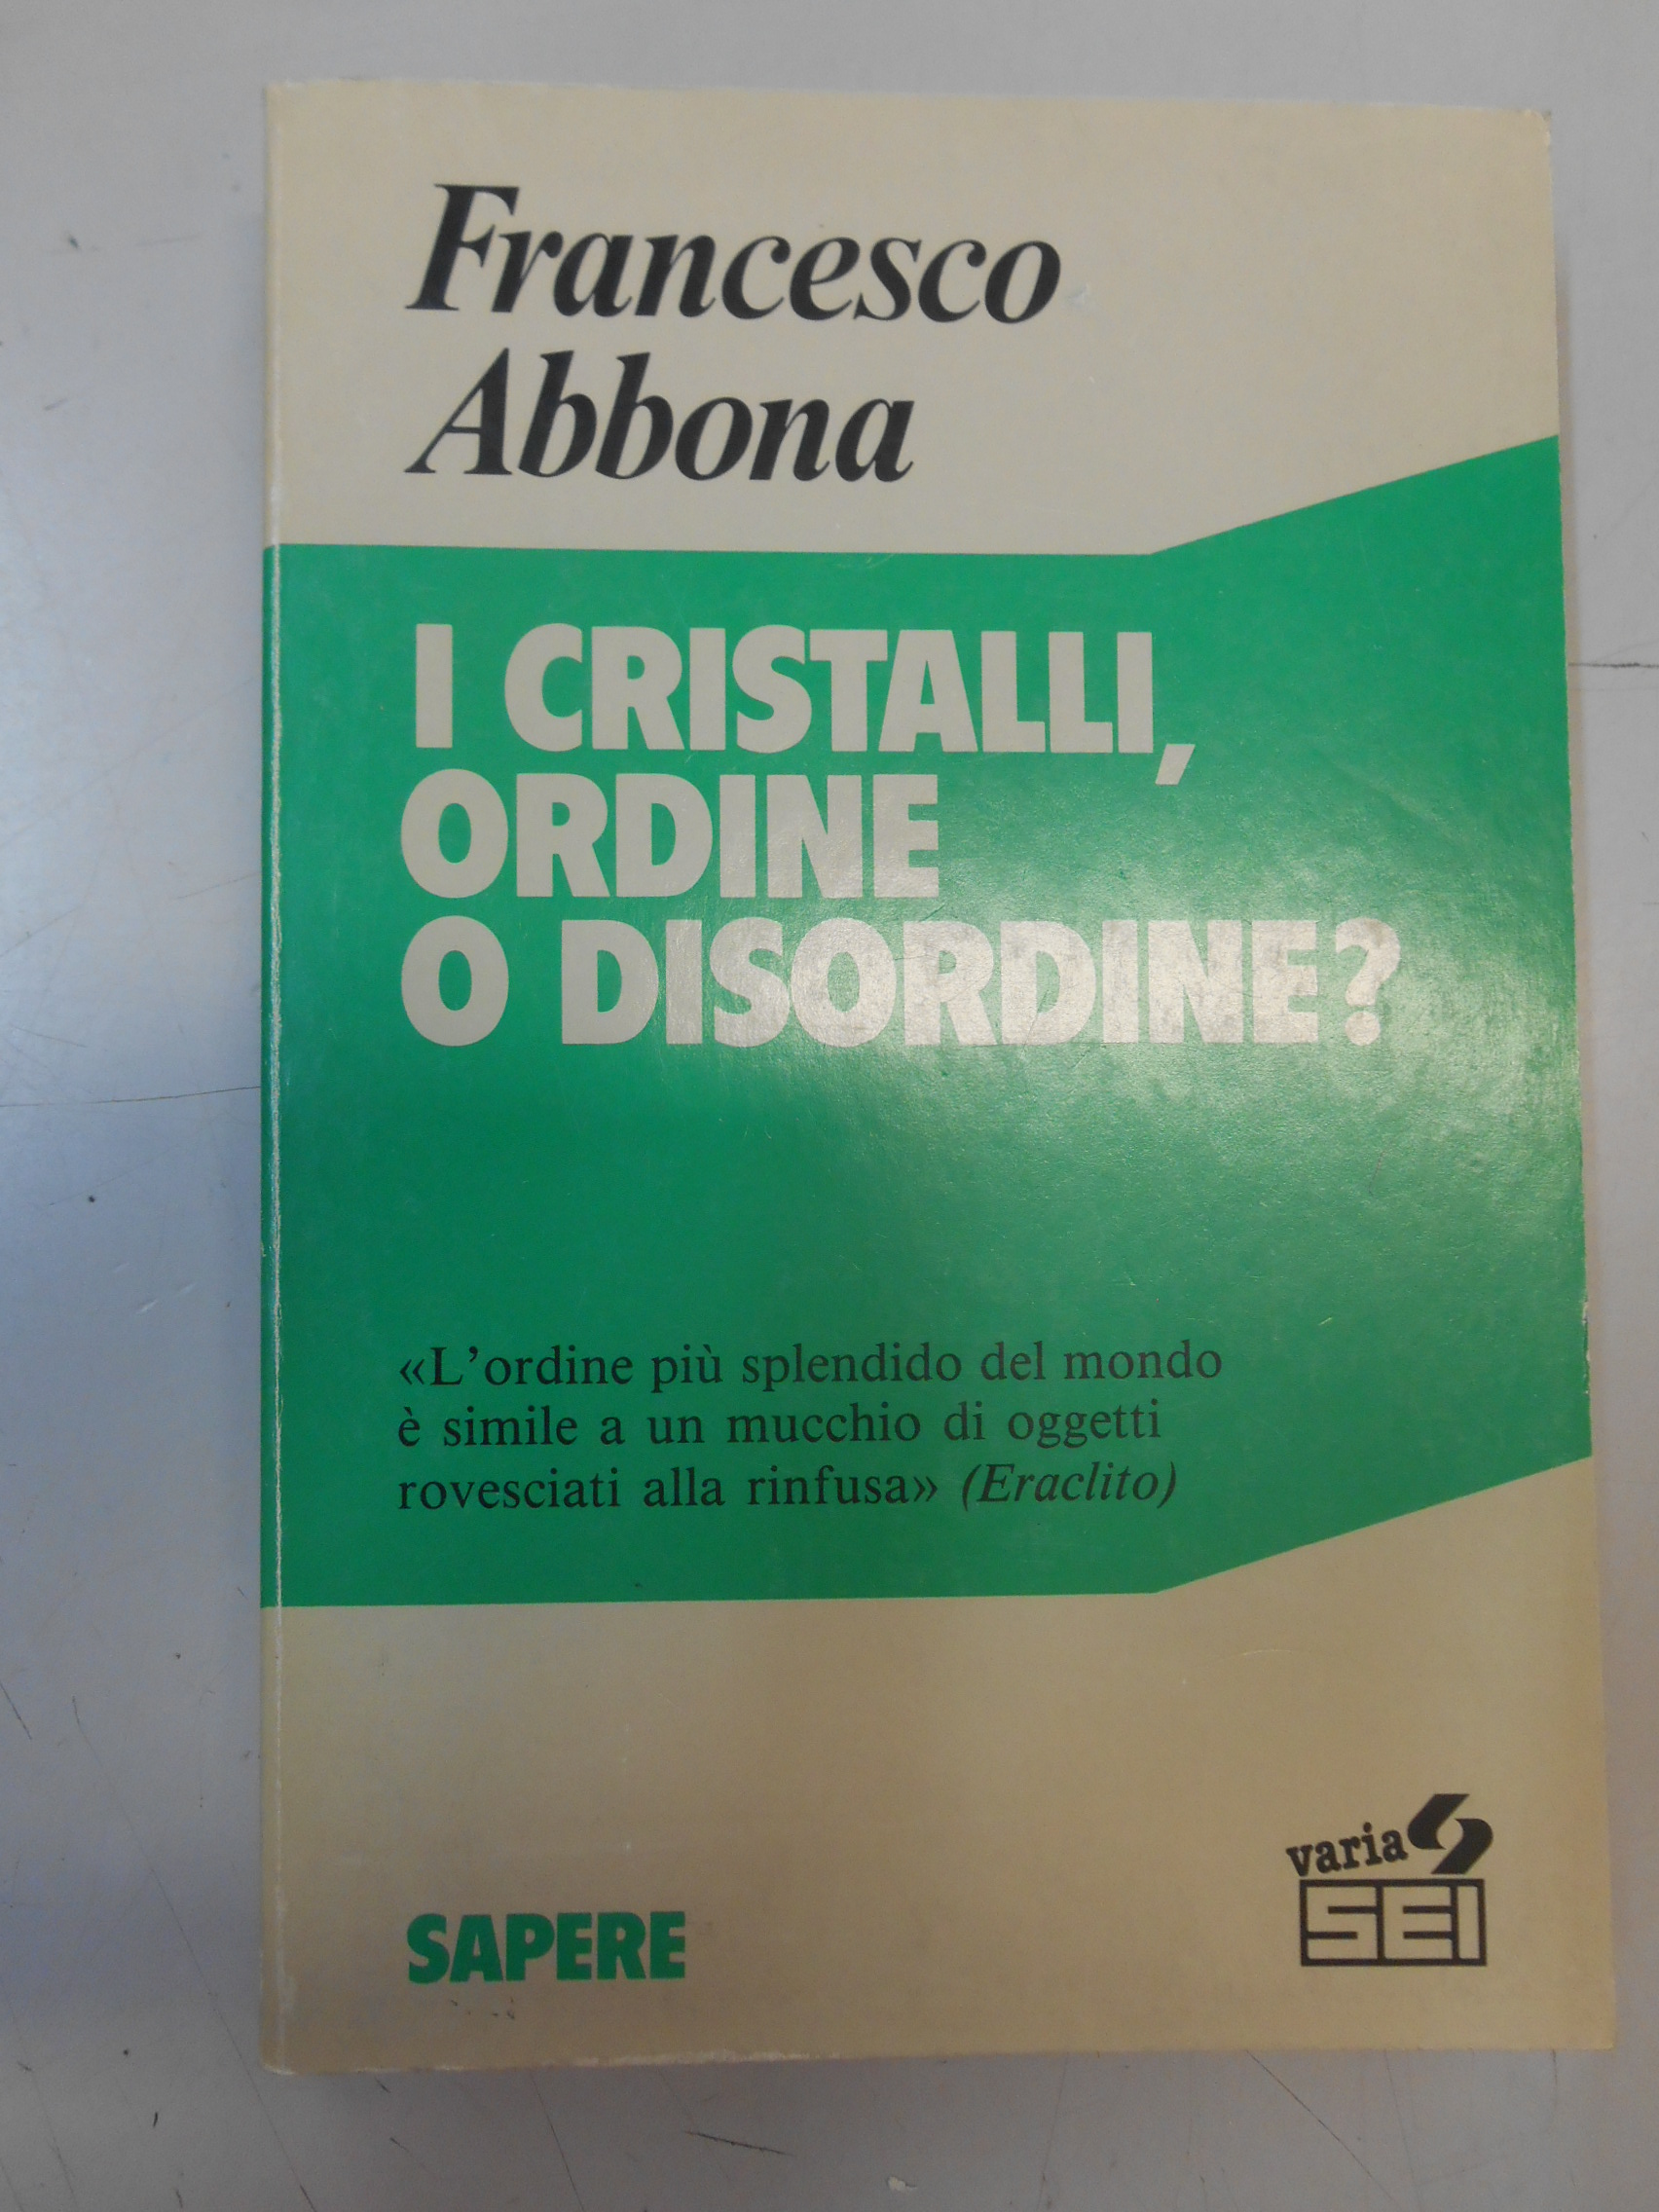 Francesco
Abbona
I CRISTALLI,
ORDINE
O DISORDINE?
«L'ordine più splendido del mondo
è simile a un mucchio di oggetti
rovesciati alla rinfusa» (Eraclito)
varia
SEI
SAPERE